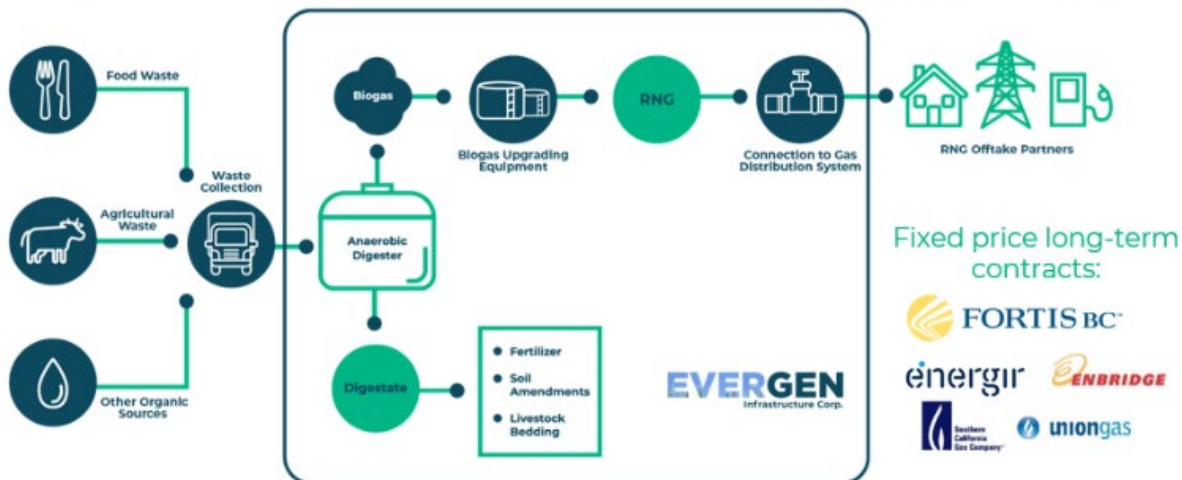 Food Waste
Agricultural
Waste
Other Organic
Sources
Waste
Collection
Anaerobic
Digester
Biogas
Biogas Upgrading
Equipment
RNG
Connection to Gas
Distribution System
RNG Offtake Partners
Digestate
Fertilizer
Soil
Amendments
Livestock
Bedding
EVERGEN
Infrastructure Corp.
Fixed price long-term
contracts:
FORTIS BC™
énergir
ENBRIDGE
Southern
California
Gas Company
uniongas